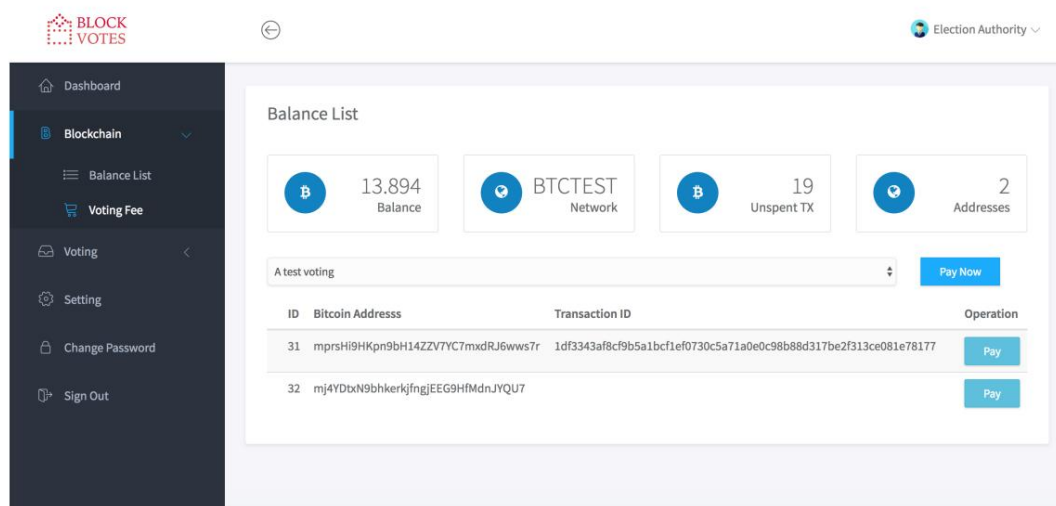 BLOCK
VOTES
Election Authority
Dashboard
Blockchain
Balance List
Voting Fee
Voting
Setting
Change Password
Sign Out
Balance List
13.894
Balance
BTCTEST
Network
19
Unspent TX
2
Addresses
A test voting
Pay Now
ID Bitcoin Addresss Transaction ID Operation
31 mprsHi9HKpn9bH14ZZV7YC7mxdRJ6wws7r 1df3343af8cf9b5a1bcf1ef0730c5a71a0e0c98b88d317be2f313ce081e78177 Pay
32 mj4YDtxN9bhkerkjfngjEEG9HfMdnJYQU7 Pay